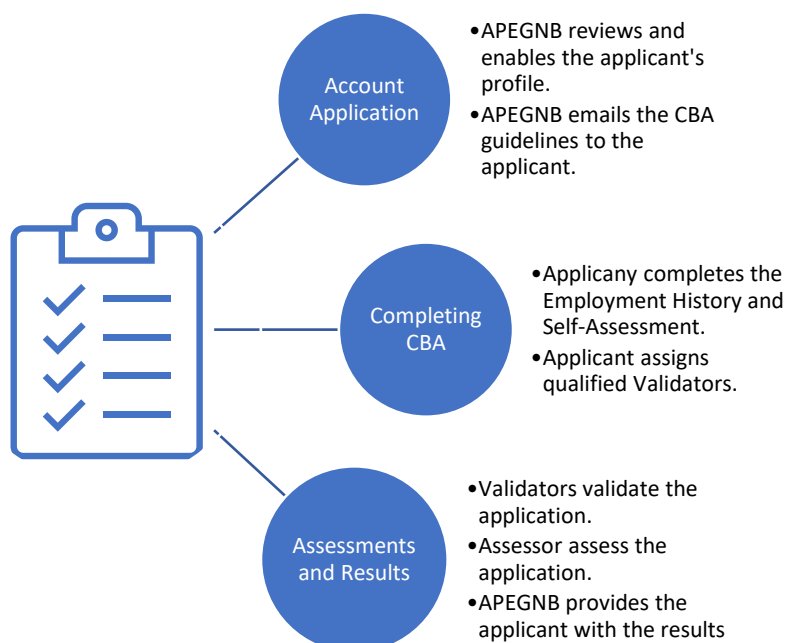 Account
Application
•APEGNB reviews and
enables the applicant's
profile.
•APEGNB emails the CBA
guidelines to the
applicant.
Completing
CBA
•Applicany completes the
Employment History and
Self-Assessment.
•Applicant assigns
qualified Validators.
Assessments
and Results
•Validators validate the
application.
•Assessor assess the
application.
•APEGNB provides the
applicant with the results